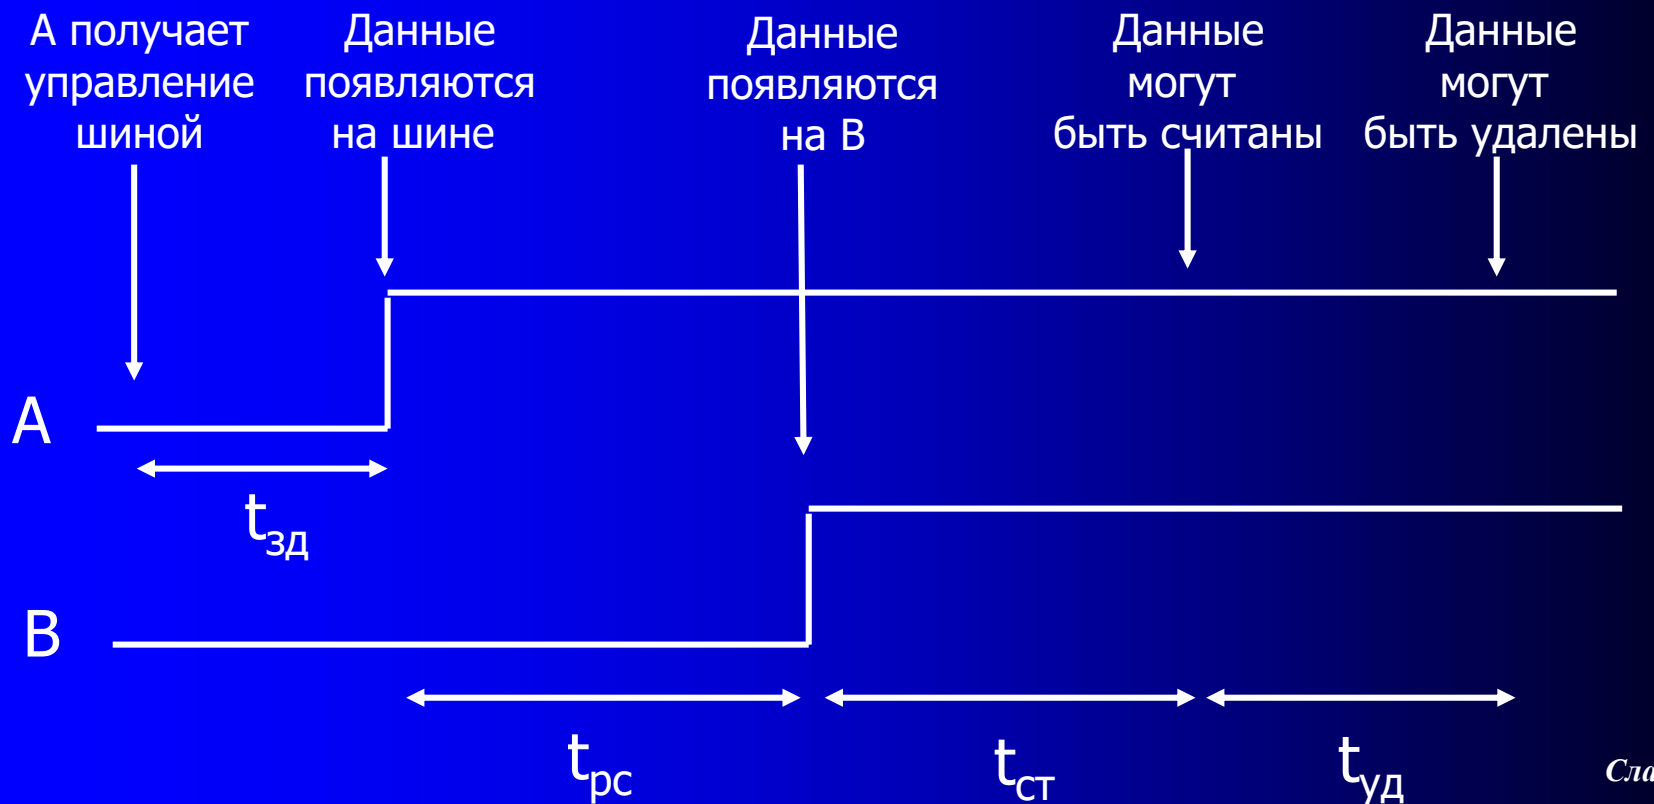 А получает
управление
шиной
Данные
появляются
на шине
Данные
появляются
на В
Данные
могут
быть считаны
Данные
могут
быть удалены
А
tзд
В
tрс
tст
tуд